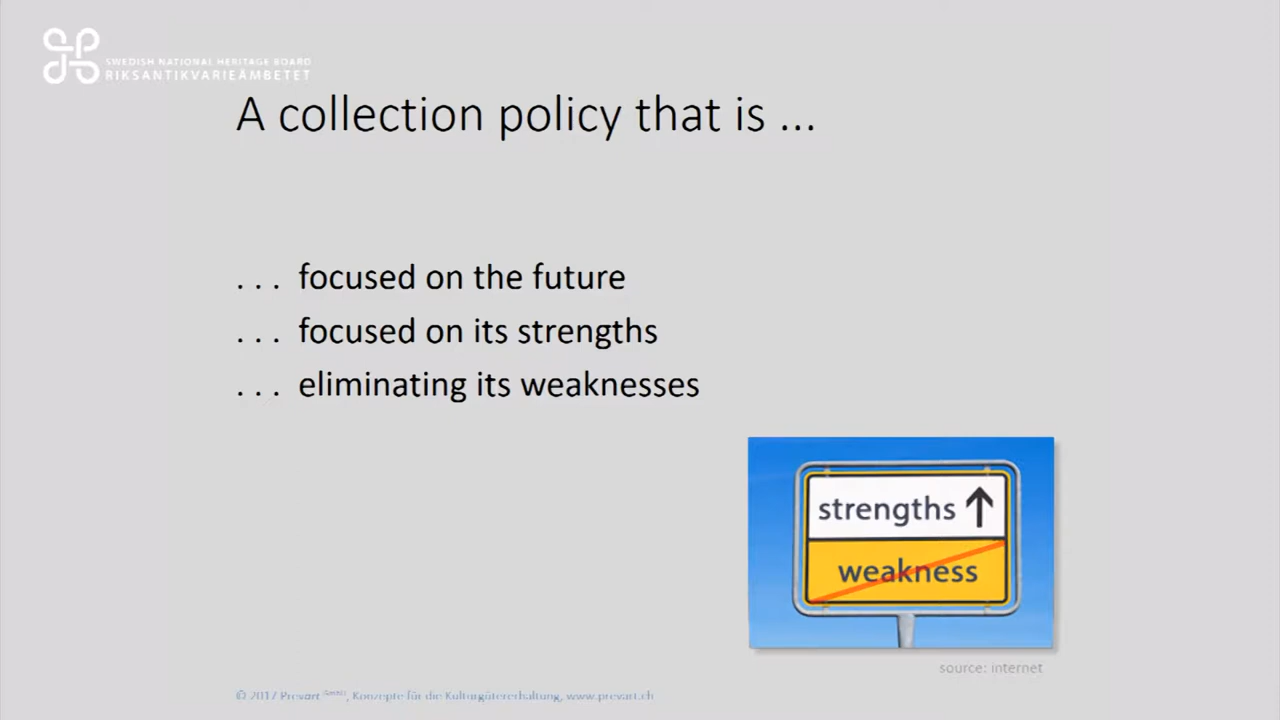 SWEDISH NATIONAL HERITAGE BOARD
RIKSANTIKVARIEÄMBETET
A collection policy that is ...
. . . focused on the future
. . . focused on its strengths
. . . eliminating its weaknesses
strengths ↑
weakness
source: internet
© 2017 Prevart GmbH, Konzepte für die Kulturgütererhaltung, www.prevart.ch